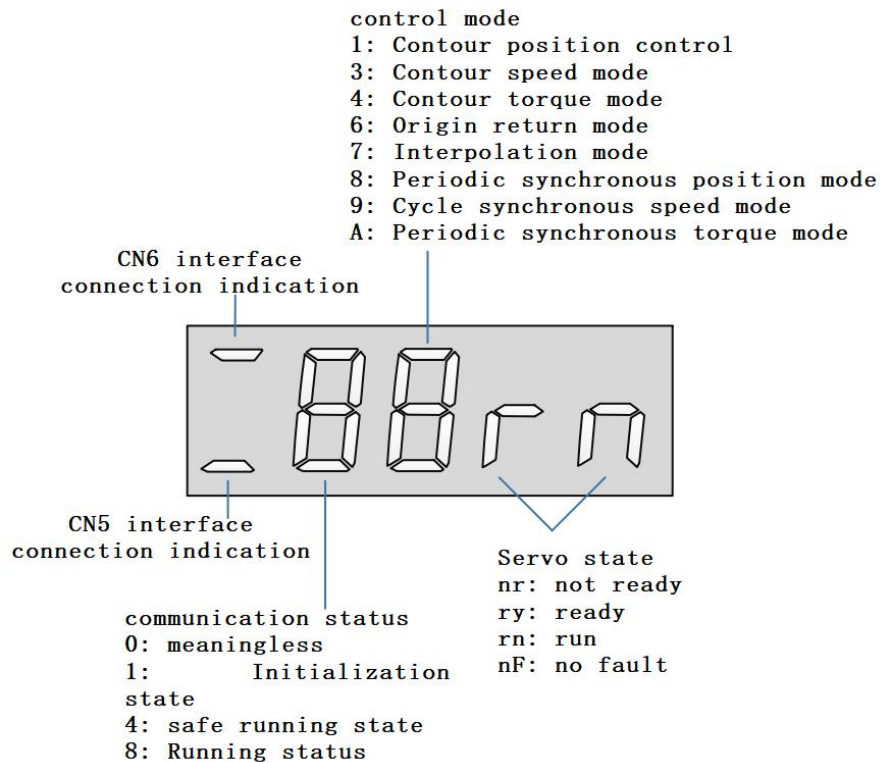 control mode
1: Contour position control
3: Contour speed mode
4: Contour torque mode
6: Origin return mode
7: Interpolation mode
8: Periodic synchronous position mode
9: Cycle synchronous speed mode
A: Periodic synchronous torque mode
CN6 interface
connection indication
88rn
CN5 interface
connection indication
Servo state
nr: not ready
ry: ready
rn: run
nF: no fault
communication status
0: meaningless
1: Initialization
state
4: safe running state
8: Running status